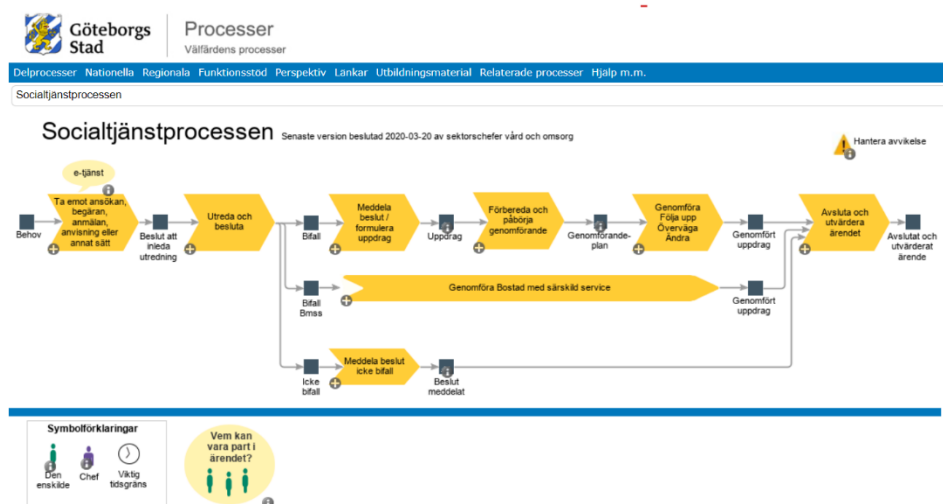 Göteborgs
Stad
Processer
Välfärdens processer
Delprocesser Nationella Regionala Funktionsstöd Perspektiv Länkar Utbildningsmaterial Relaterade processer Hjälp m.m.
Socialtjänstprocessen
Socialtjänstprocessen Senaste version beslutad 2020-03-20 av sektorschefer vård och omsorg
Hantera avvikelse
e-tjänst
Behov
Ta emot ansökan,
begäran,
anmälan,
anvisning eller
annat sätt
Beslut att
inleda
utredning
Utreda och
besluta
Bifall
Meddela
beslut /
formulera
uppdrag
Uppdrag
Förbereda och
påbörja
genomförande
Genomförande-
plan
Genomföra
Följa upp
Överväga
Ändra
Genomfört
uppdrag
Avsluta och
utvärdera
ärendet
Avslutat och
utvärderat
ärende
Bifall
Bmss
Genomföra Bostad med särskild service
Genomfört
uppdrag
Icke
bifall
Meddela beslut
icke bifall
Beslut
meddelat
Symbolförklaringar
Den
enskilde
Chef
Viktig
tidsgräns
Vem kan
vara part i
ärendet?